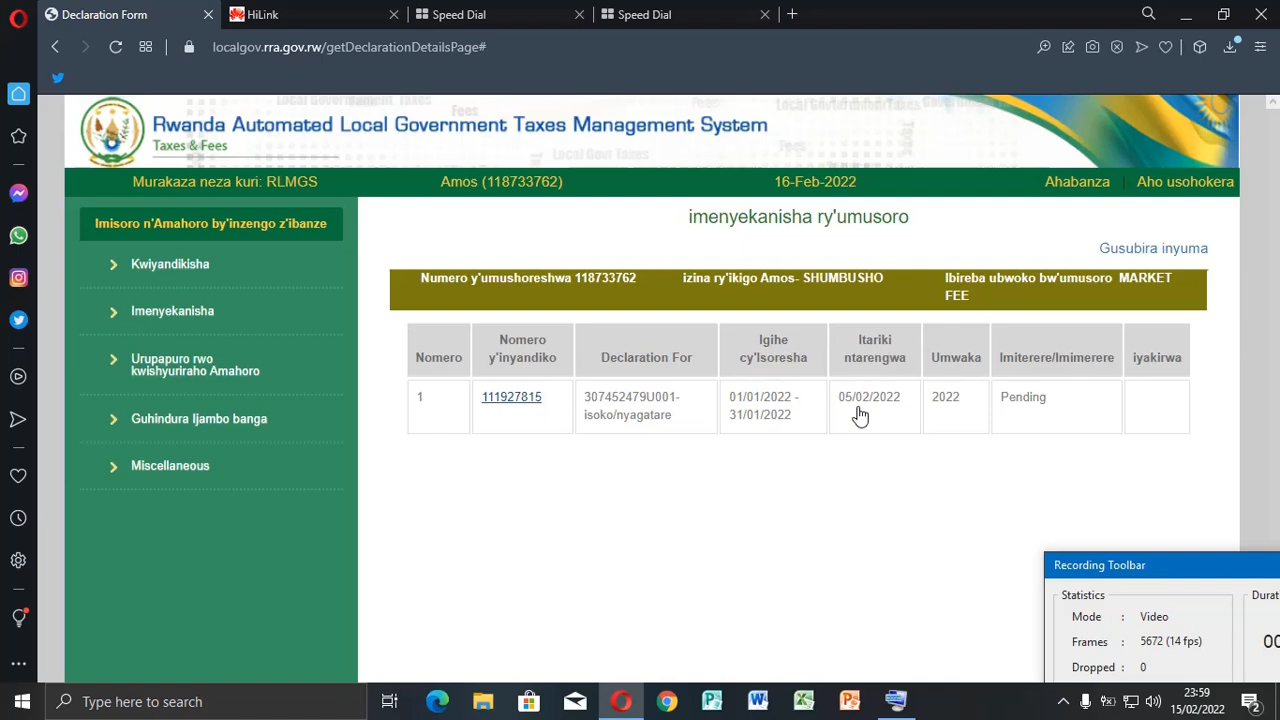 Declaration Form
HiLink
Speed Dial
Speed Dial
localgov.rra.gov.rw/getDeclarationDetailsPage#
Rwanda Automated Local Government Taxes Management System
Taxes & Fees
Murakaza neza kuri: RLMGS
Amos (118733762)
16-Feb-2022
Ahabanza
Aho usohokera
Imisoro n'Amahoro by'inzengo z'ibanze
Kwiyandikisha
Imenyekanisha
Urupapuro rwo
kwishyuriraho Amahoro
Guhindura Ijambo banga
Miscellaneous
imenyekanisha ry'umusoro
Gusubira inyuma
Numero y'umushoreshwa 118733762
izina ry'ikigo Amos- SHUMBUSHO
Ibireba ubwoko bw'umusoro MARKET
FEE
Nomero
Nomero
y'inyandiko
Declaration For
Igihe
cy'Isoresha
Itariki
ntarengwa
Umwaka
Imiterere/Imimerere
iyakirwa
1
111927815
307452479U001-
isoko/nyagatare
01/01/2022 -
31/01/2022
05/02/2022
2022
Pending
Recording Toolbar
Statistics
Mode : Video
Frames : 5672 (14 fps)
Dropped : 0
Type here to search
23:59
15/02/2022
2